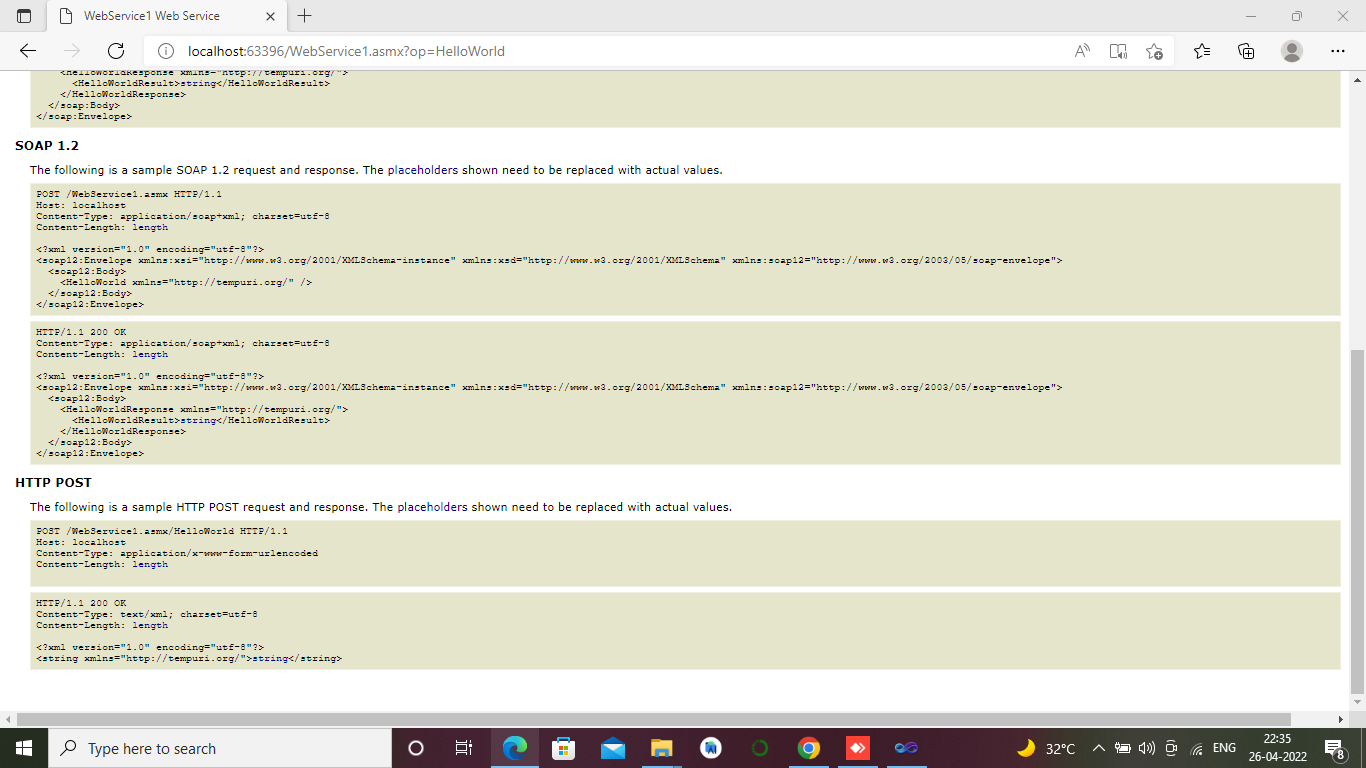 WebService1 Web Service
localhost:63396/WebService1.asmx?op=HelloWorld
<HelloWorldResponse xmlns="http://tempuri.org/">
<HelloWorldResult>string</HelloWorldResult>
</HelloWorldResponse>
</soap:Body>
</soap:Envelope>
SOAP 1.2
The following is a sample SOAP 1.2 request and response. The placeholders shown need to be replaced with actual values.
POST /WebService1.asmx HTTP/1.1
Host: localhost
Content-Type: application/soap+xml; charset=utf-8
Content-Length: length
<?xml version="1.0" encoding="utf-8"?>
<soap12:Envelope xmlns:xsi="http://www.w3.org/2001/XMLSchema-instance" xmlns:xsd="http://www.w3.org/2001/XMLSchema" xmlns:soap12="http://www.w3.org/2003/05/soap-envelope">
<soap12:Body>
<HelloWorld xmlns="http://tempuri.org/" />
</soap12:Body>
</soap12:Envelope>
HTTP/1.1 200 OK
Content-Type: application/soap+xml; charset=utf-8
Content-Length: length
<?xml version="1.0" encoding="utf-8"?>
<soap12:Envelope xmlns:xsi="http://www.w3.org/2001/XMLSchema-instance" xmlns:xsd="http://www.w3.org/2001/XMLSchema" xmlns:soap12="http://www.w3.org/2003/05/soap-envelope">
<soap12:Body>
<HelloWorldResponse xmlns="http://tempuri.org/">
<HelloWorldResult>string</HelloWorldResult>
</HelloWorldResponse>
</soap12:Body>
</soap12:Envelope>
HTTP POST
The following is a sample HTTP POST request and response. The placeholders shown need to be replaced with actual values.
POST /WebService1.asmx/HelloWorld HTTP/1.1
Host: localhost
Content-Type: application/x-www-form-urlencoded
Content-Length: length
HTTP/1.1 200 OK
Content-Type: text/xml; charset=utf-8
Content-Length: length
<?xml version="1.0" encoding="utf-8"?>
<string xmlns="http://tempuri.org/">string</string>
Type here to search
32°C
ENG
22:35
26-04-2022
8